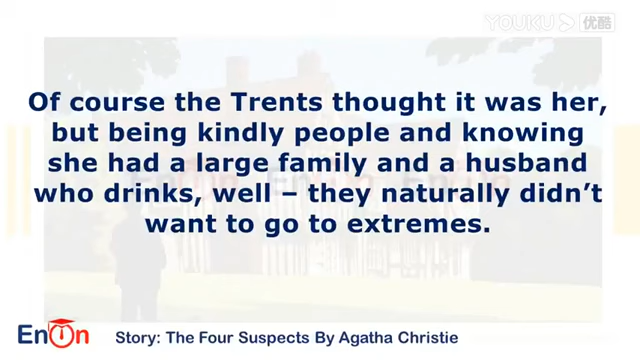 YOUKU 优酷
Of course the Trents thought it was her,
but being kindly people and knowing
she had a large family and a husband
who drinks, well – they naturally didn't
want to go to extremes.
EnOn
Story: The Four Suspects By Agatha Christie